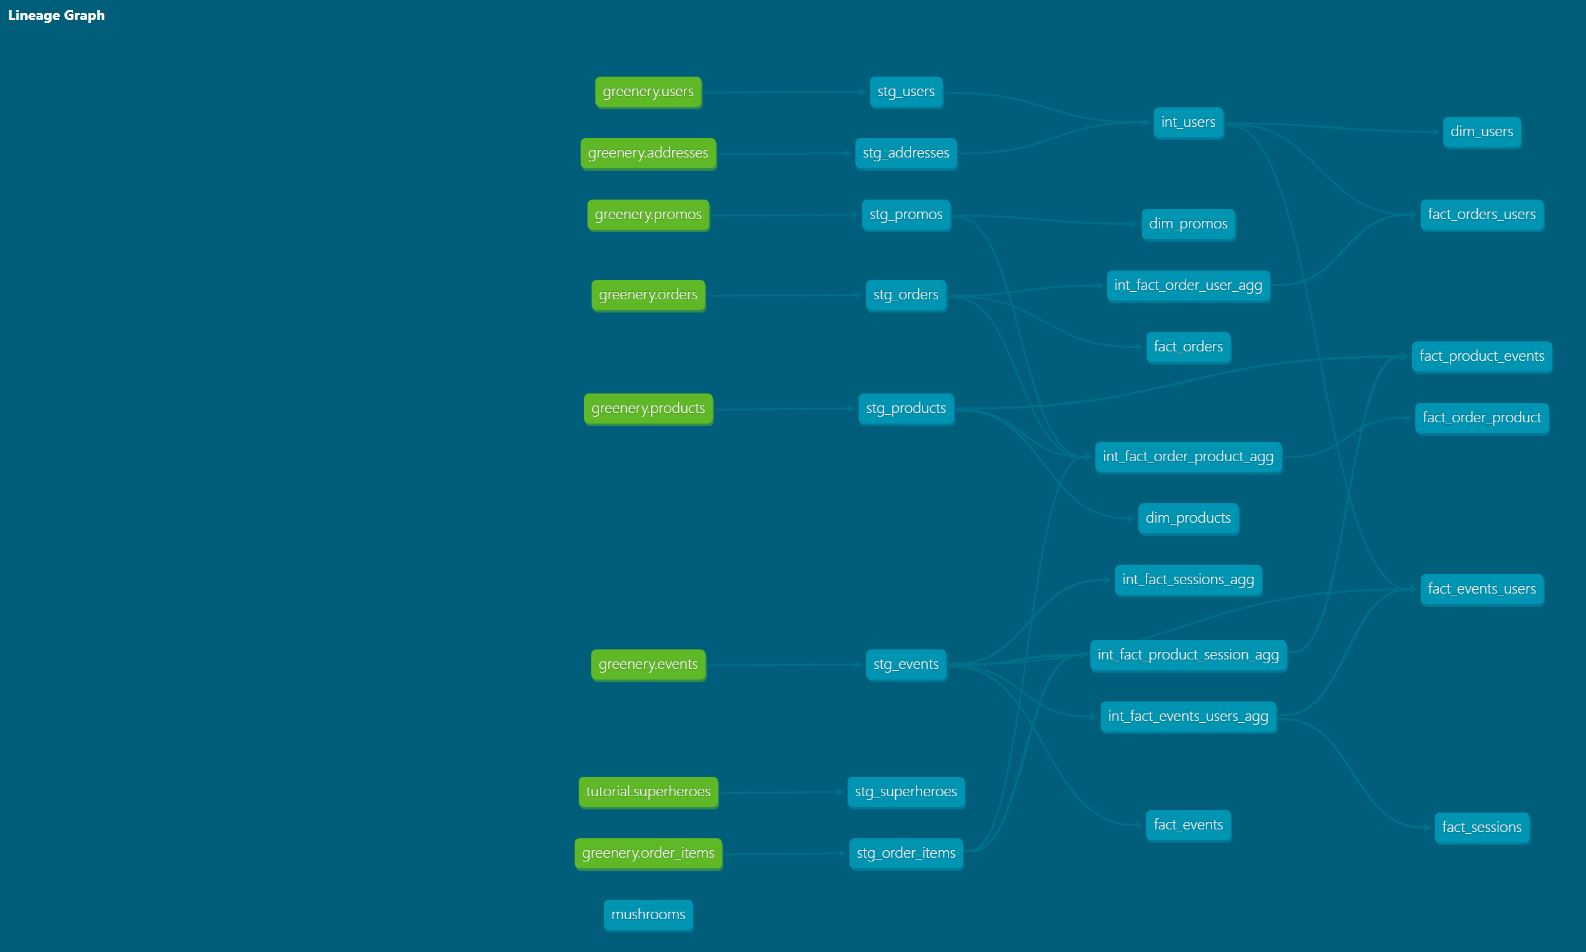 Lineage Graph
greenery.users
stg_users
int_users
dim_users
greenery.addresses
stg_addresses
greenery.promos
stg_promos
dim_promos
fact_orders_users
greenery.orders
stg_orders
int_fact_order_user_agg
fact_orders
fact_product_events
greenery.products
stg_products
fact_order_product
int_fact_order_product_agg
dim_products
int_fact_sessions_agg
fact_events_users
greenery.events
stg_events
int_fact_product_session_agg
int_fact_events_users_agg
tutorial.superheroes
stg_superheroes
fact_events
fact_sessions
greenery.order_items
stg_order_items
mushrooms